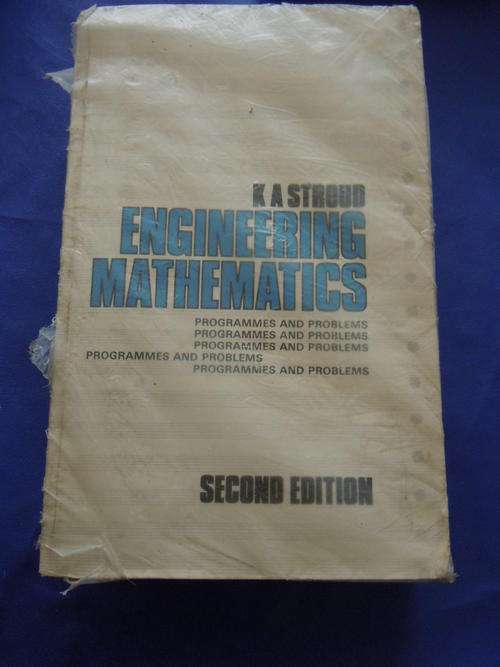 K A STROUD
ENGINEERING
MATHEMATICS
PROGRAMMES AND PROBLEMS
PROGRAMMES AND PROBLEMS
PROGRAMMES AND PROBLEMS
PROGRAMMES AND PROBLEMS
PROGRAMMES AND PROBLEMS
SECOND EDITION